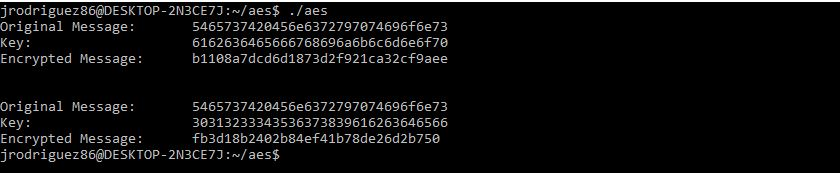 jrodriguez86@DESKTOP-2N3CE7J:~/aes$ ./aes
Original Message: 5465737420456e6372797074696f6e73
Key: 6162636465666768696a6b6c6d6e6f70
Encrypted Message: b1108a7dcd6d1873d2f921ca32cf9aee
Original Message: 5465737420456e6372797074696f6e73
Key: 30313233343536373839616263646566
Encrypted Message: fb3d18b2402b84ef41b78de26d2b750
jrodriguez86@DESKTOP-2N3CE7J:~/aes$